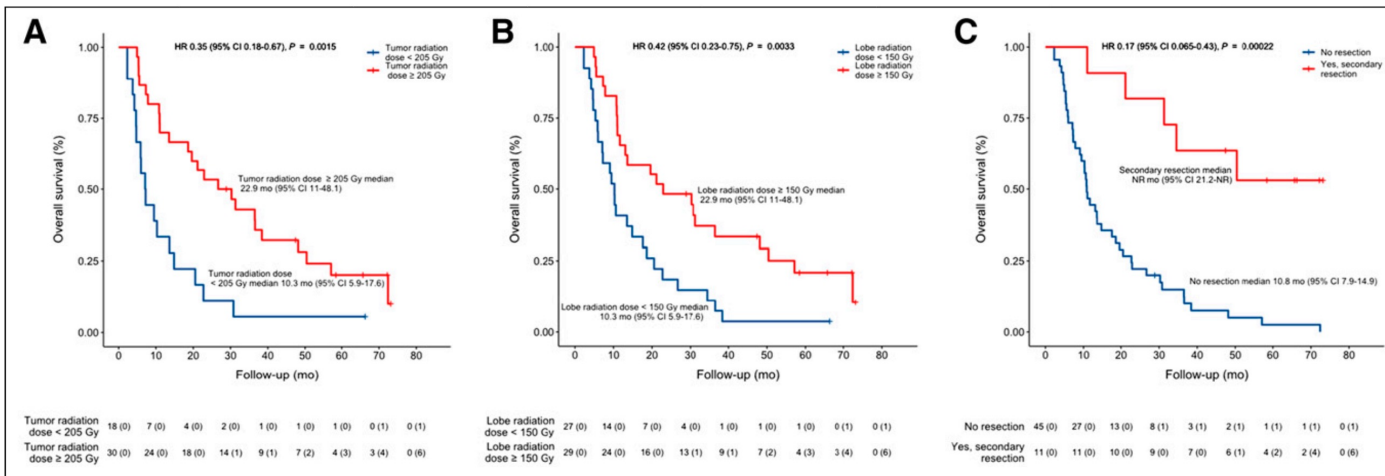 A
HR 0.35 (95% CI 0.18-0.67), P = 0.0015
Tumor radiation
dose < 205 Gy
Tumor radiation
dose ≥ 205 Gy
1.00
0.75
0.50
0.25
0.00
Overall survival (%)
Tumor radiation dose ≥ 205 Gy median
22.9 mo (95% CI 11-48.1)
Tumor radiation dose
< 205 Gy median 10.3 mo (95% CI 5.9-17.6)
0 10 20 30 40 50 60 70 80
Follow-up (mo)
Tumor radiation
dose < 205 Gy
18 (0) 7 (0) 4 (0) 2 (0) 1 (0) 1 (0) 1 (0) 0 (1) 0 (1)
Tumor radiation
dose ≥ 205 Gy
30 (0) 24 (0) 18 (0) 14 (1) 9 (1) 7 (2) 4 (3) 3 (4) 0 (6)
B
HR 0.42 (95% CI 0.23-0.75), P = 0.0033
Lobe radiation
dose < 150 Gy
Lobe radiation
dose ≥ 150 Gy
1.00
0.75
0.50
0.25
0.00
Overall survival (%)
Lobe radiation dose ≥ 150 Gy median
22.9 mo (95% CI 11-48.1)
Lobe radiation dose < 150 Gy median
10.3 mo (95% CI 5.9-17.6)
0 10 20 30 40 50 60 70 80
Follow-up (mo)
Lobe radiation
dose < 150 Gy
27 (0) 14 (0) 7 (0) 4 (0) 1 (0) 1 (0) 1 (0) 0 (1) 0 (1)
Lobe radiation
dose ≥ 150 Gy
29 (0) 24 (0) 16 (0) 13 (1) 9 (1) 7 (2) 4 (3) 3 (4) 0 (6)
C
HR 0.17 (95% CI 0.065-0.43), P = 0.00022
No resection
Yes, secondary
resection
1.00
0.75
0.50
0.25
0.00
Overall survival (%)
Secondary resection median
NR mo (95% CI 21.2-NR)
No resection median 10.8 mo (95% CI 7.9-14.9)
0 10 20 30 40 50 60 70 80
Follow-up (mo)
No resection
45 (0) 27 (0) 13 (0) 8 (1) 3 (1) 2 (1) 1 (1) 1 (1) 0 (1)
Yes, secondary
resection
11 (0) 11 (0) 10 (0) 9 (0) 7 (0) 6 (1) 4 (2) 2 (4) 0 (6)